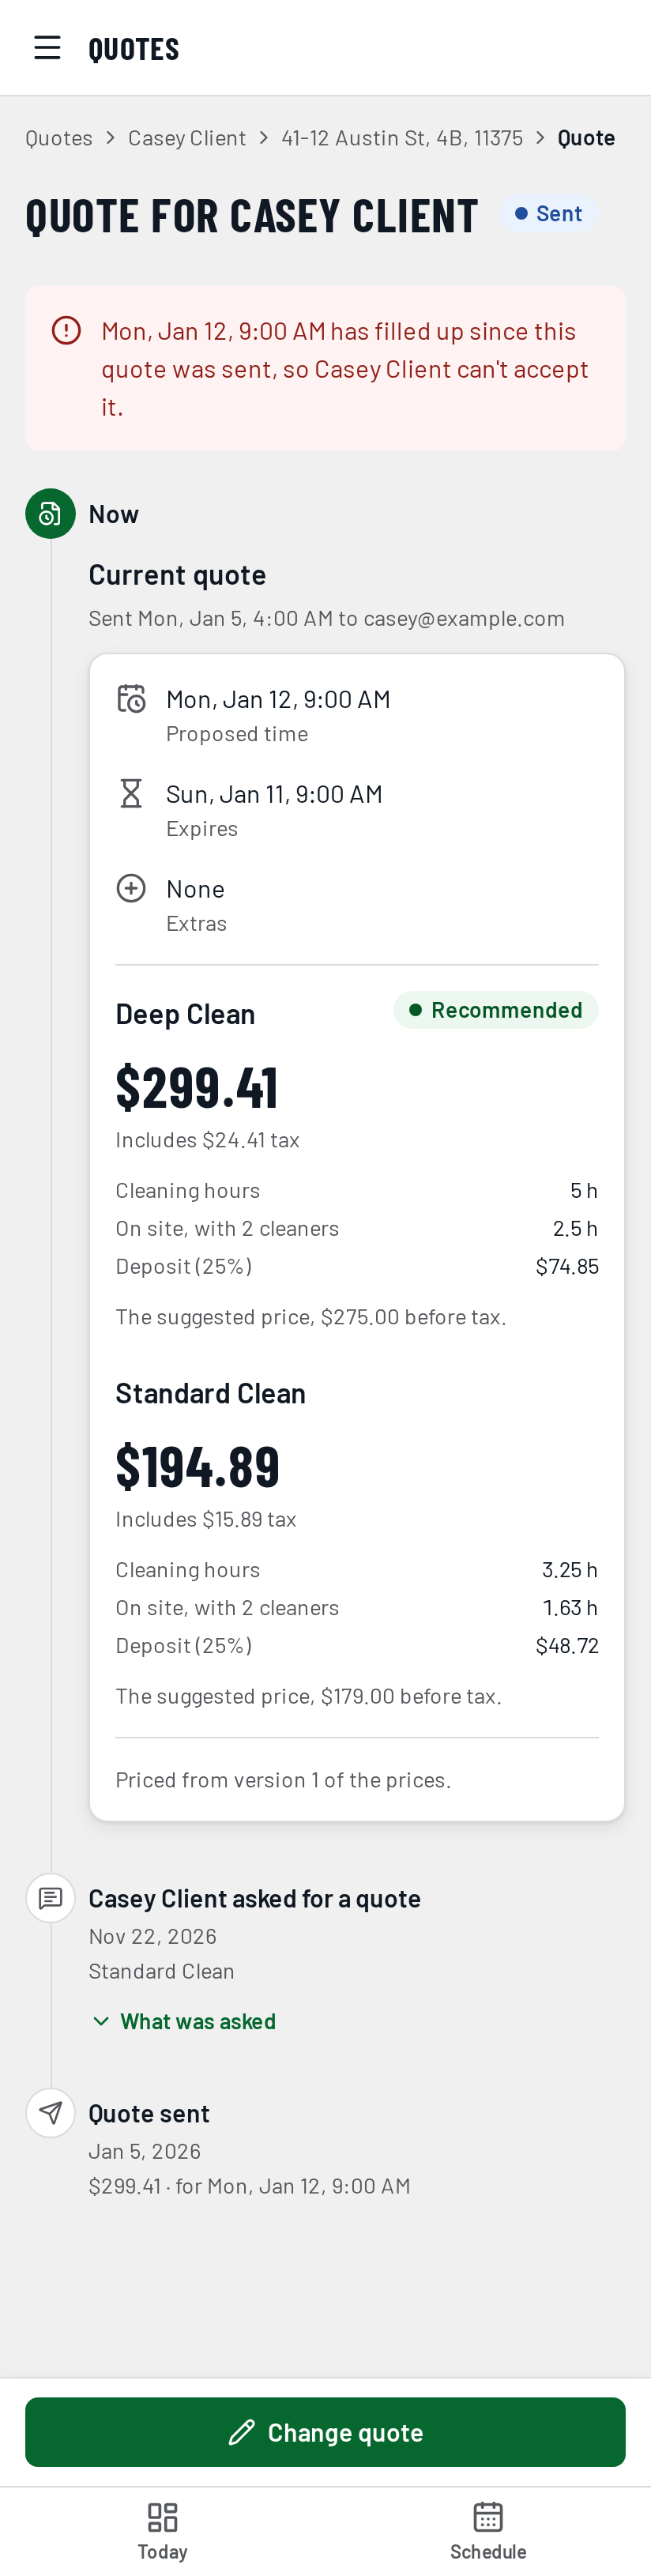 QUOTES
Quotes > Casey Client > 41-12 Austin St, 4B, 11375 > Quote
QUOTE FOR CASEY CLIENT
Sent
Mon, Jan 12, 9:00 AM has filled up since this
quote was sent, so Casey Client can't accept
it.
Now
Current quote
Sent Mon, Jan 5, 4:00 AM to casey@example.com
Mon, Jan 12, 9:00 AM
Proposed time
Sun, Jan 11, 9:00 AM
Expires
None
Extras
Deep Clean
Recommended
$299.41
Includes $24.41 tax
Cleaning hours 5 h
On site, with 2 cleaners 2.5 h
Deposit (25%) $74.85
The suggested price, $275.00 before tax.
Standard Clean
$194.89
Includes $15.89 tax
Cleaning hours 3.25 h
On site, with 2 cleaners 1.63 h
Deposit (25%) $48.72
The suggested price, $179.00 before tax.
Priced from version 1 of the prices.
Casey Client asked for a quote
Nov 22, 2026
Standard Clean
What was asked
Quote sent
Jan 5, 2026
$299.41 · for Mon, Jan 12, 9:00 AM
Change quote
Today
Schedule